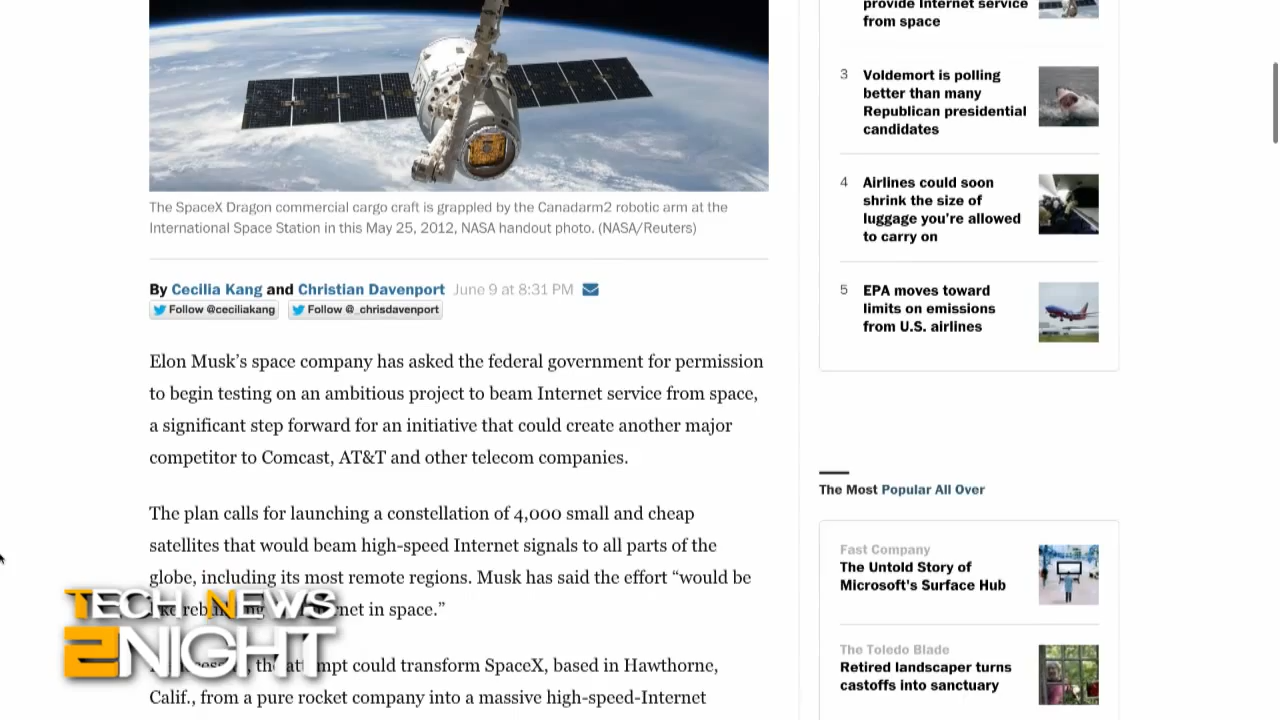 The SpaceX Dragon commercial cargo craft is grappled by the Canadarm2 robotic arm at the
International Space Station in this May 25, 2012, NASA handout photo. (NASA/Reuters)
By Cecilia Kang and Christian Davenport June 9 at 8:31 PM
Follow @ceciliakang Follow @_chrisdavenport
Elon Musk's space company has asked the federal government for permission
to begin testing on an ambitious project to beam Internet service from space,
a significant step forward for an initiative that could create another major
competitor to Comcast, AT&T and other telecom companies.
The plan calls for launching a constellation of 4,000 small and cheap
satellites that would beam high-speed Internet signals to all parts of the
globe, including its most remote regions. Musk has said the effort “would be
net in space.”
attempt could transform SpaceX, based in Hawthorne,
Calif., from a pure rocket company into a massive high-speed-Internet
TECH NEWS
2NIGHT
provide Internet service
from space
3 Voldemort is polling
better than many
Republican presidential
candidates
4 Airlines could soon
shrink the size of
luggage you're allowed
to carry on
5 EPA moves toward
limits on emissions
from U.S. airlines
The Most Popular All Over
Fast Company
The Untold Story of
Microsoft's Surface Hub
The Toledo Blade
Retired landscaper turns
castoffs into sanctuary